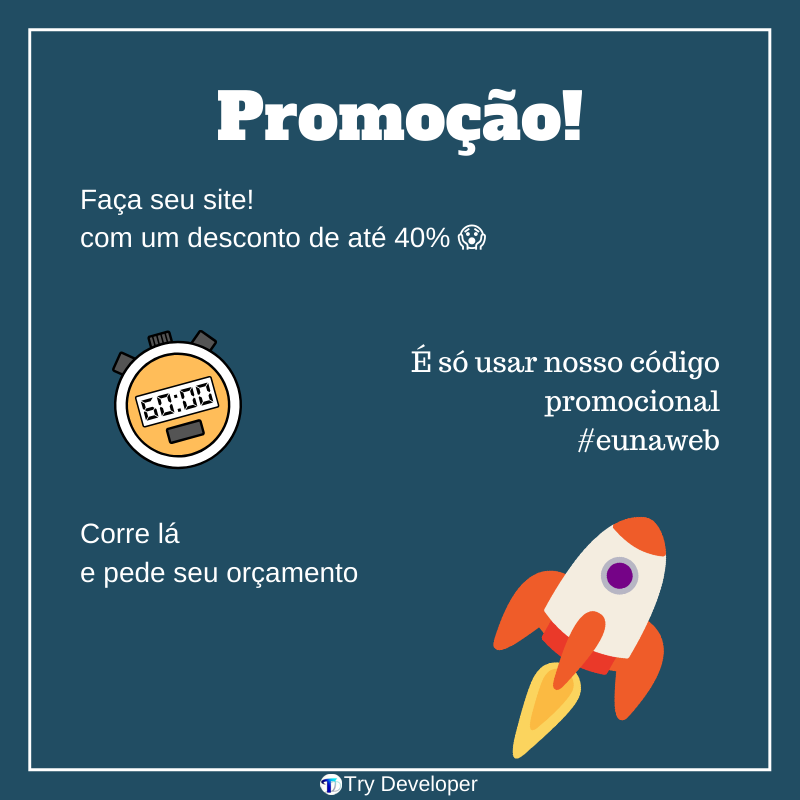 Promoção!
Faça seu site!
com um desconto de até 40% 😱
60:00
É só usar nosso código
promocional
#eunaweb
Corre lá
e pede seu orçamento
Try Developer